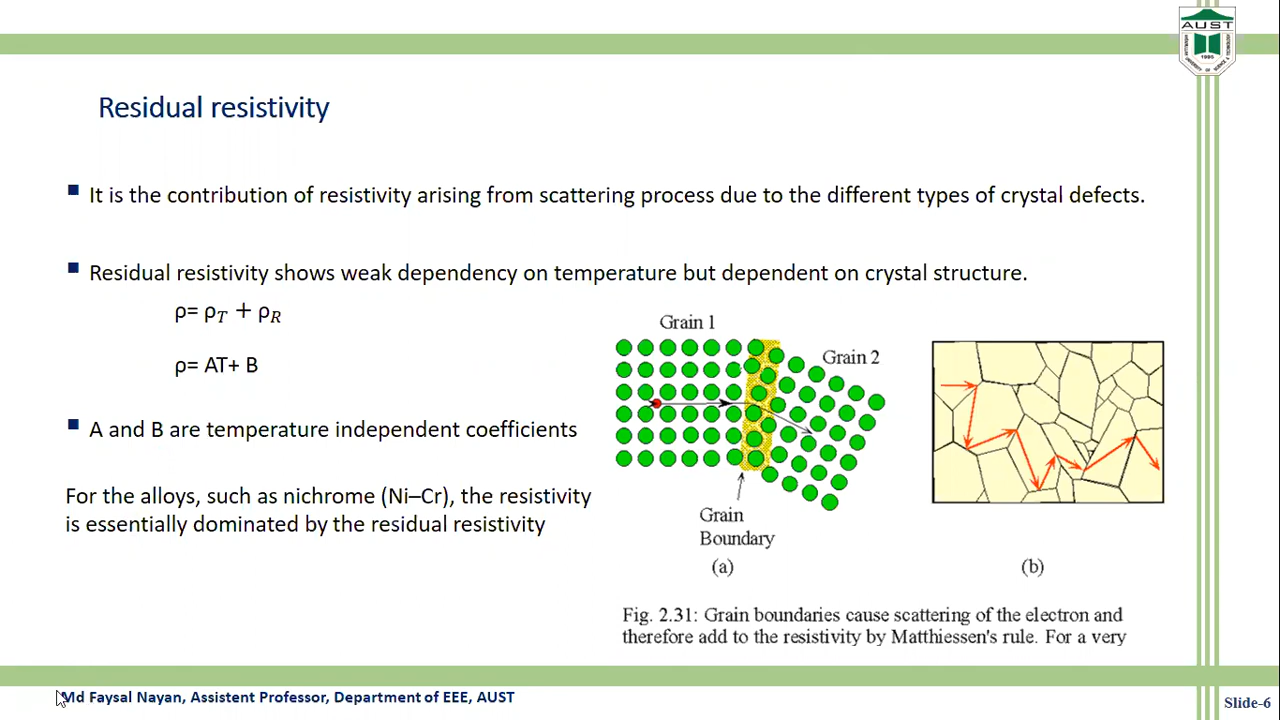 AUST
1995
Residual resistivity
It is the contribution of resistivity arising from scattering process due to the different types of crystal defects.
Residual resistivity shows weak dependency on temperature but dependent on crystal structure.
ρ= ρ_T + ρ_R
ρ= AT+ B
A and B are temperature independent coefficients
For the alloys, such as nichrome (Ni–Cr), the resistivity
is essentially dominated by the residual resistivity
Grain 1
Grain 2
Grain
Boundary
(a)
(b)
Fig. 2.31: Grain boundaries cause scattering of the electron and
therefore add to the resistivity by Matthiessen's rule. For a very
Md Faysal Nayan, Assistent Professor, Department of EEE, AUST
Slide-6